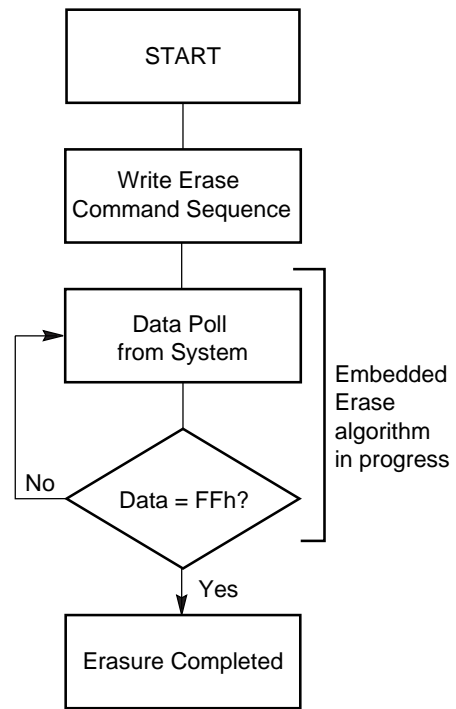 START
Write Erase
Command Sequence
Data Poll
from System
Embedded
Erase
algorithm
in progress
No
Data = FFh?
Yes
Erasure Completed